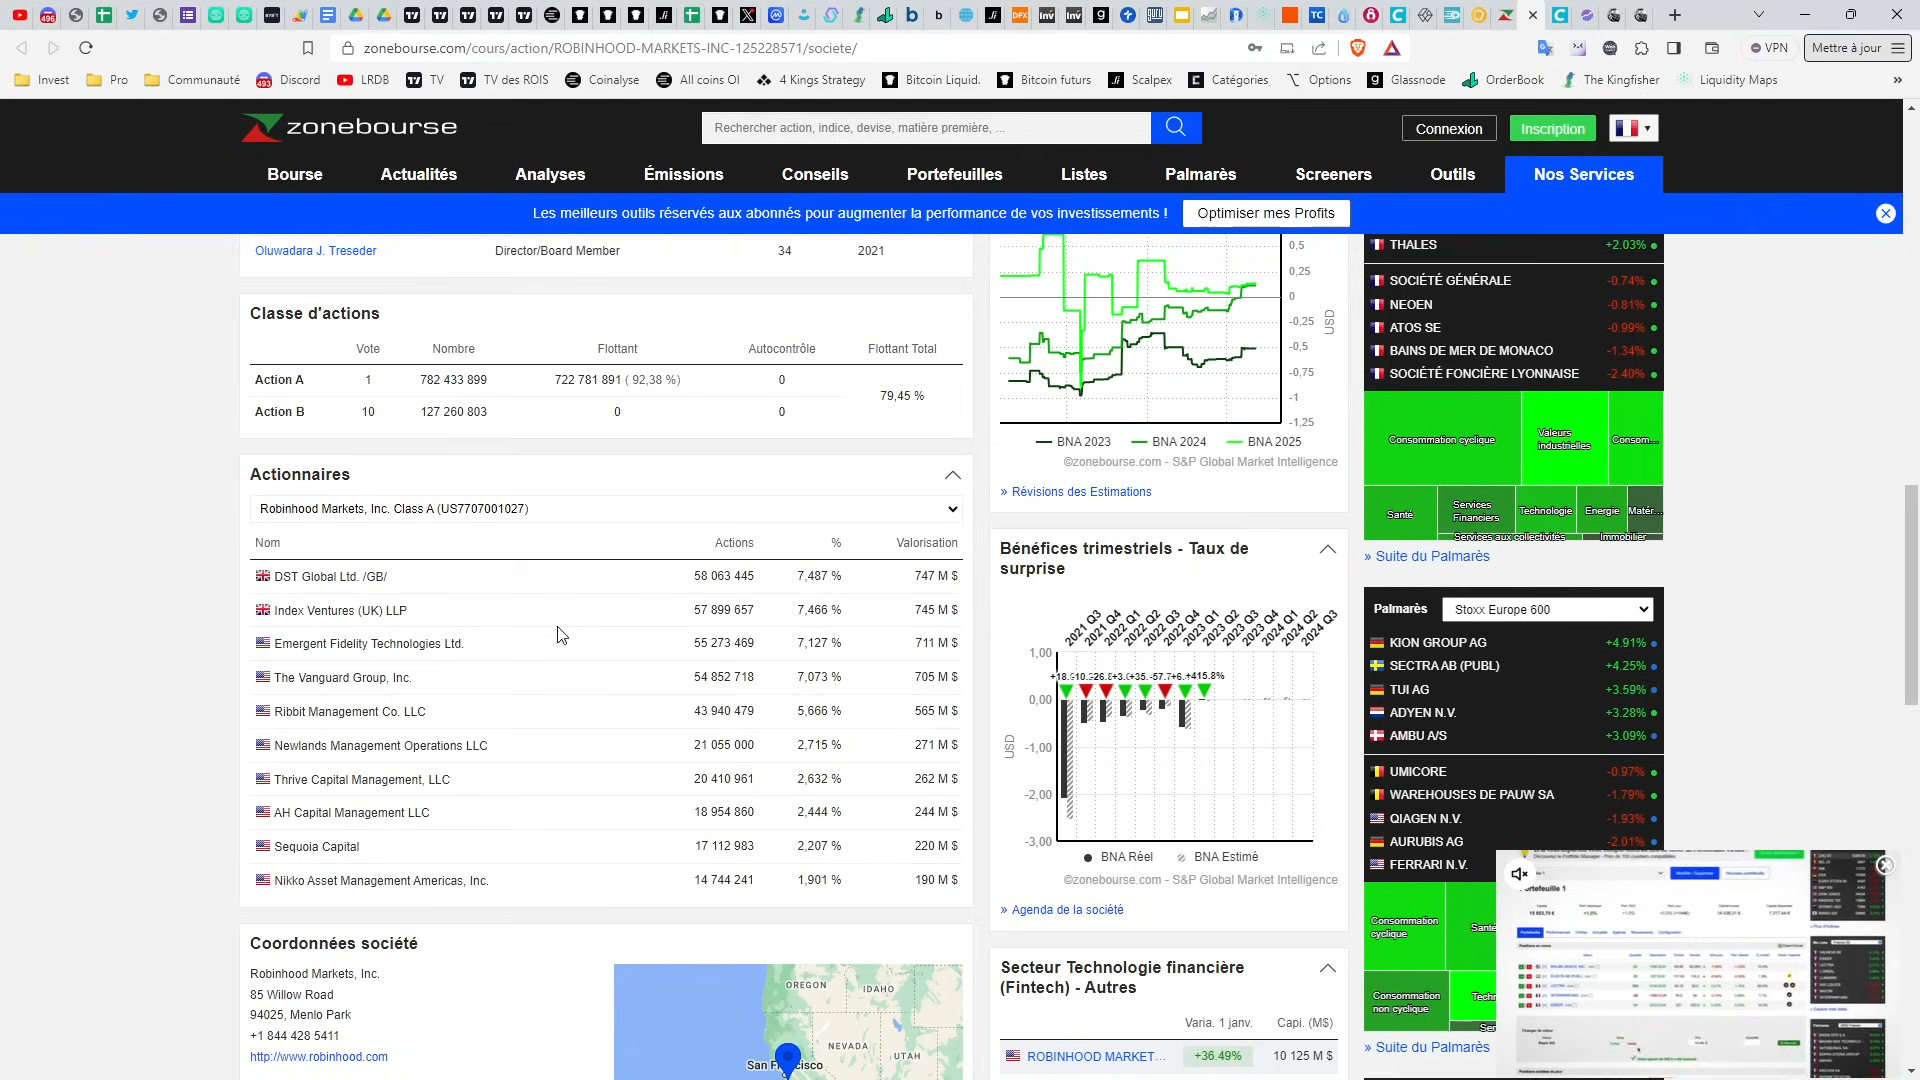 zonebourse.com/cours/action/ROBINHOOD-MARKETS-INC-125228571/societe/
VPN
Mettre à jour
Invest
Pro
Communauté
Discord
LRDB
TV
TV des ROIS
Coinalyse
All coins OI
4 Kings Strategy
Bitcoin Liquid.
Bitcoin futurs
Scalpex
Catégories
Options
Glassnode
OrderBook
The Kingfisher
Liquidity Maps
zonebourse
Rechercher action, indice, devise, matière première, ...
Connexion
Inscription
Bourse
Actualités
Analyses
Émissions
Conseils
Portefeuilles
Listes
Palmarès
Screeners
Outils
Nos Services
Les meilleurs outils réservés aux abonnés pour augmenter la performance de vos investissements !
Optimiser mes Profits
Oluwadara J. Treseder Director/Board Member 34 2021
Classe d'actions
Vote Nombre Flottant Autocontrôle Flottant Total
Action A 1 782 433 899 722 781 891 ( 92,38 %) 0
79,45 %
Action B 10 127 260 803 0 0
Actionnaires
Robinhood Markets, Inc. Class A (US7707001027)
Nom Actions % Valorisation
DST Global Ltd. /GB/ 58 063 445 7,487 % 747 M $
Index Ventures (UK) LLP 57 899 657 7,466 % 745 M $
Emergent Fidelity Technologies Ltd. 55 273 469 7,127 % 711 M $
The Vanguard Group, Inc. 54 852 718 7,073 % 705 M $
Ribbit Management Co. LLC 43 940 479 5,666 % 565 M $
Newlands Management Operations LLC 21 055 000 2,715 % 271 M $
Thrive Capital Management, LLC 20 410 961 2,632 % 262 M $
AH Capital Management LLC 18 954 860 2,444 % 244 M $
Sequoia Capital 17 112 983 2,207 % 220 M $
Nikko Asset Management Americas, Inc. 14 744 241 1,901 % 190 M $
Coordonnées société
Robinhood Markets, Inc.
85 Willow Road
94025, Menlo Park
+1 844 428 5411
http://www.robinhood.com
OREGON
IDAHO
NEVADA
UTAH
0,5
0,25
0
-0,25
-0,5
-0,75
-1
-1,25
USD
BNA 2023 BNA 2024 BNA 2025
©zonebourse.com - S&P Global Market Intelligence
» Révisions des Estimations
Bénéfices trimestriels - Taux de
surprise
2021 Q3
2021 Q4
2022 Q1
2022 Q2
2022 Q3
2022 Q4
2023 Q1
2023 Q2
2023 Q3
2023 Q4
2024 Q1
2024 Q2
2024 Q3
1,00
0,00
-1,00
-2,00
-3,00
USD
+415.8%
BNA Réel BNA Estimé
©zonebourse.com - S&P Global Market Intelligence
» Agenda de la société
Secteur Technologie financière
(Fintech) - Autres
Varia. 1 janv. Capi. (M$)
ROBINHOOD MARKET... +36.49% 10 125 M $
THALES +2.03%
SOCIÉTÉ GÉNÉRALE -0.74%
NEOEN -0.81%
ATOS SE -0.99%
BAINS DE MER DE MONACO -1.34%
SOCIÉTÉ FONCIÈRE LYONNAISE -2.40%
Consommation cyclique
Valeurs
industrielles
Consom...
Santé
Services
Financiers
Technologie
Energie
Matér...
Services aux collectivités
Immobilier
» Suite du Palmarès
Palmarès Stoxx Europe 600
KION GROUP AG +4.91%
SECTRA AB (PUBL) +4.25%
TUI AG +3.59%
ADYEN N.V. +3.28%
AMBU A/S +3.09%
UMICORE -0.97%
WAREHOUSES DE PAUW SA -1.79%
QIAGEN N.V. -1.93%
AURUBIS AG -2.01%
FERRARI N.V.
Consommation
cyclique
Santé
Consommation
non cyclique
Techn
Ser
» Suite du Palmarès
Portefeuille 1